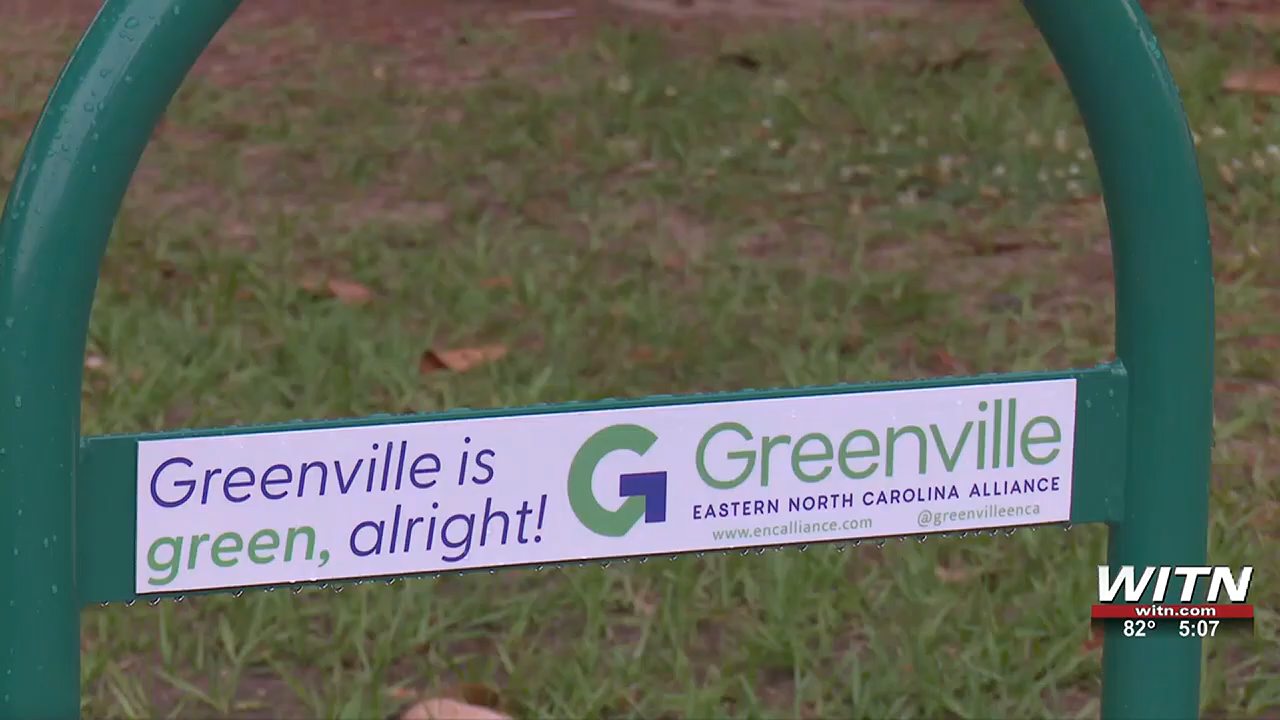 Greenville is
green, alright!
G Greenville
EASTERN NORTH CAROLINA ALLIANCE
www.encalliance.com @greenvilleenca
WITN
witn.com
82° 5:07